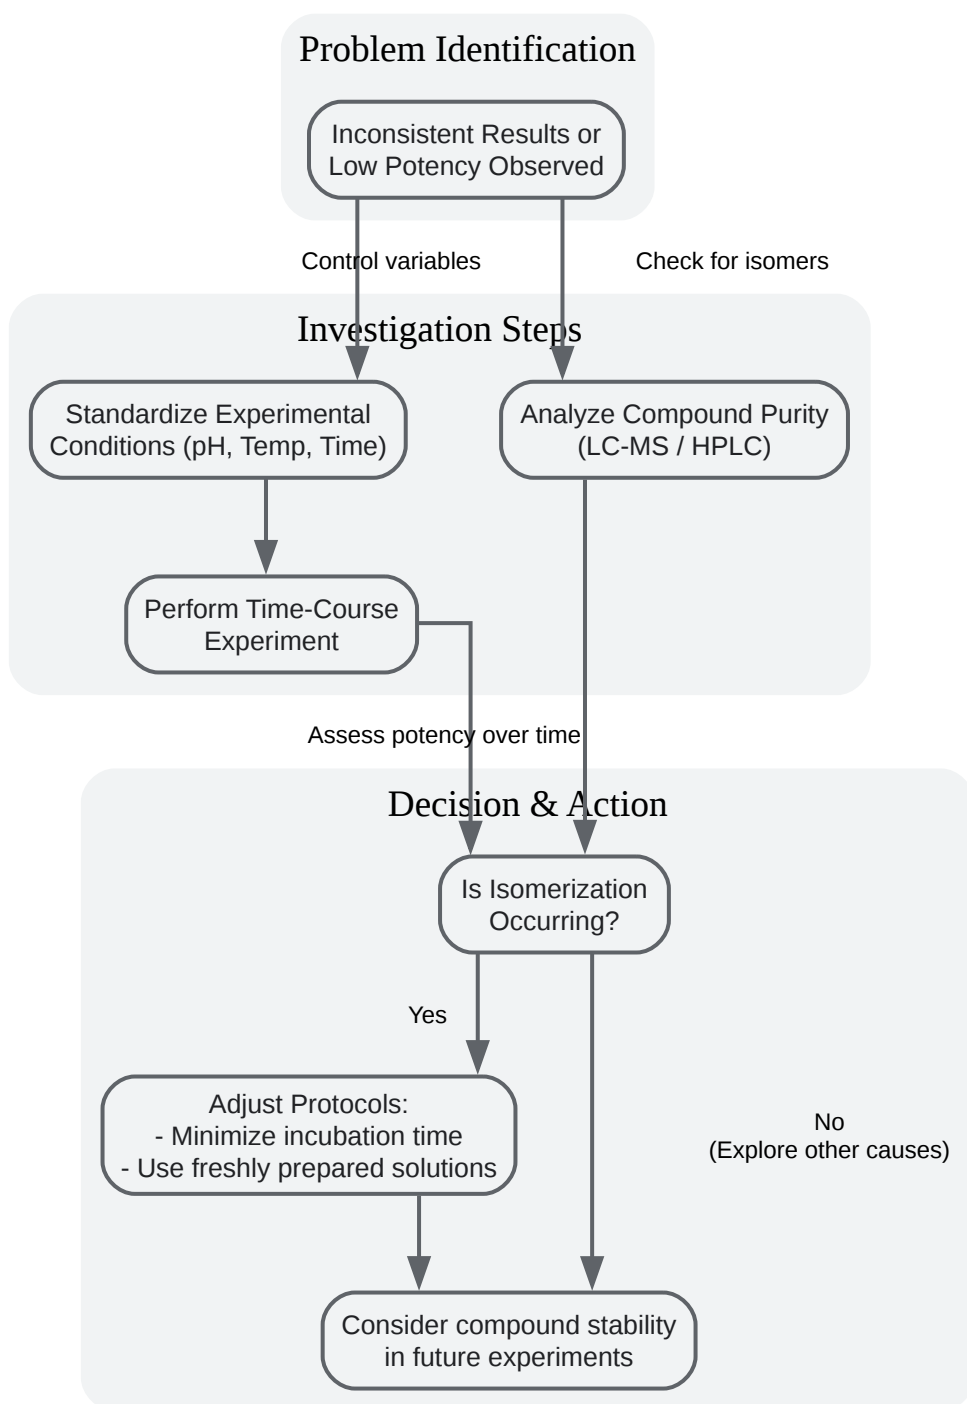 Problem Identification
Inconsistent Results or
Low Potency Observed
Control variables
Check for isomers
Investigation Steps
Standardize Experimental
Conditions (pH, Temp, Time)
Analyze Compound Purity
(LC-MS / HPLC)
Perform Time-Course
Experiment
Assess potency over time
Decision & Action
Is Isomerization
Occurring?
Yes
Adjust Protocols:
- Minimize incubation time
- Use freshly prepared solutions
No
(Explore other causes)
Consider compound stability
in future experiments